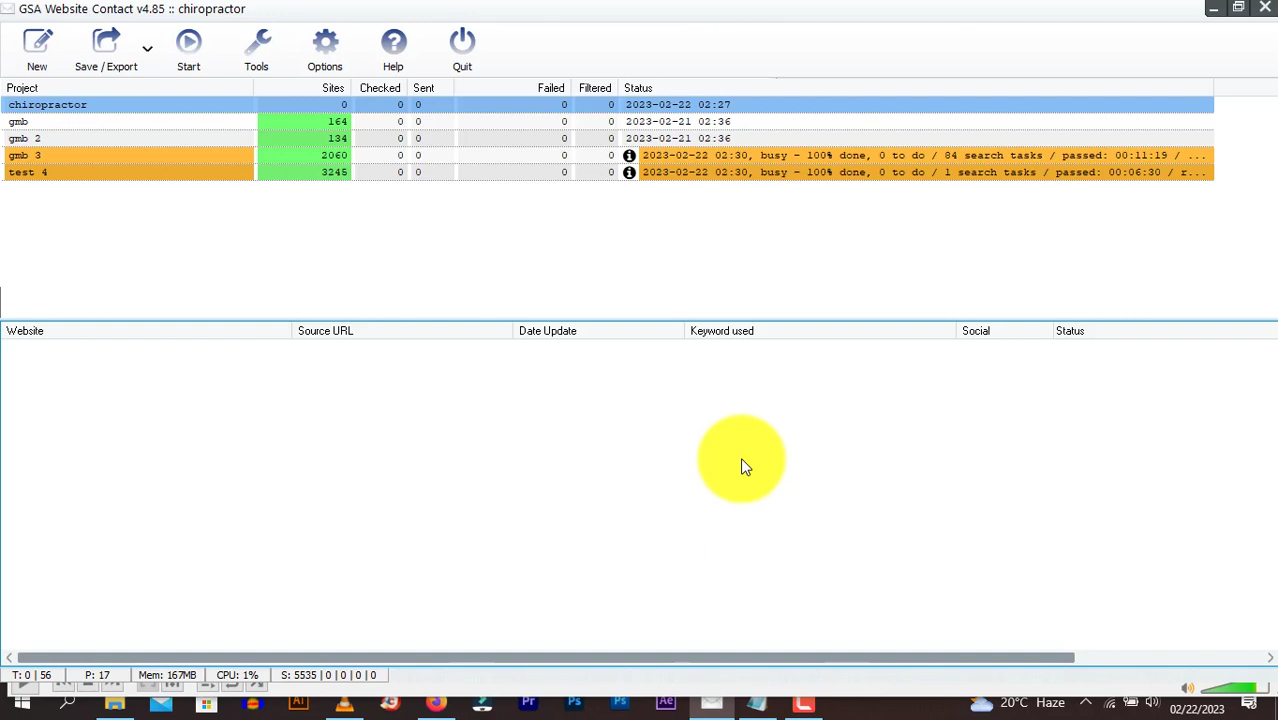 GSA Website Contact v4.85 :: chiropractor
New Save / Export Start Tools Options Help Quit
Project Sites Checked Sent Failed Filtered Status
chiropractor 0 0 0 0 0 2023-02-22 02:27
gmb 164 0 0 0 0 2023-02-21 02:36
gmb 2 134 0 0 0 0 2023-02-21 02:36
gmb 3 2060 0 0 0 0 2023-02-22 02:30, busy - 100% done, 0 to do / 84 search tasks / passed: 00:11:19 / ...
test 4 3245 0 0 0 0 2023-02-22 02:30, busy - 100% done, 0 to do / 1 search tasks / passed: 00:06:30 / r...
Website Source URL Date Update Keyword used Social Status
T: 0 | 56 P: 17 Mem: 167MB CPU: 1% S: 5535 | 0 | 0 | 0 | 0
Ai Pr Ps Ps Ae 20°C Haze 02/22/2023